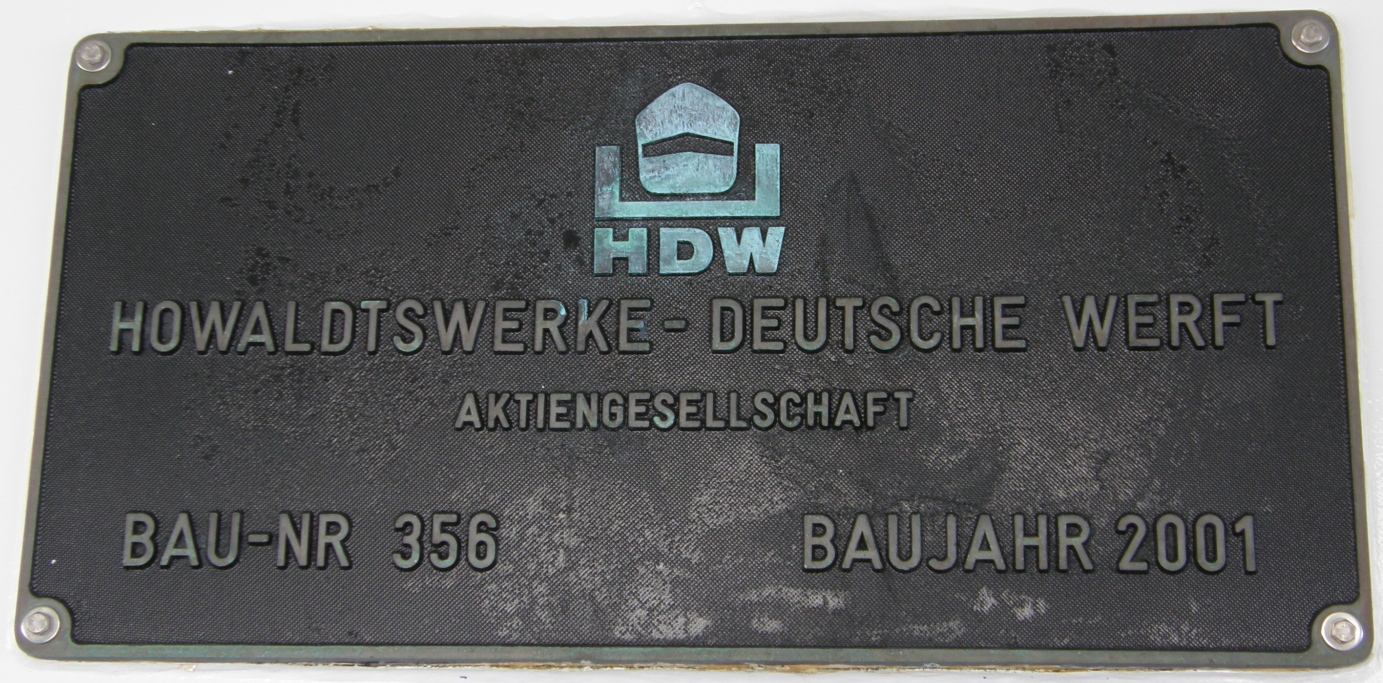 HDW
HOWALDTSWERKE - DEUTSCHE WERFT
AKTIENGESELLSCHAFT
BAU-NR 356 BAUJAHR 2001